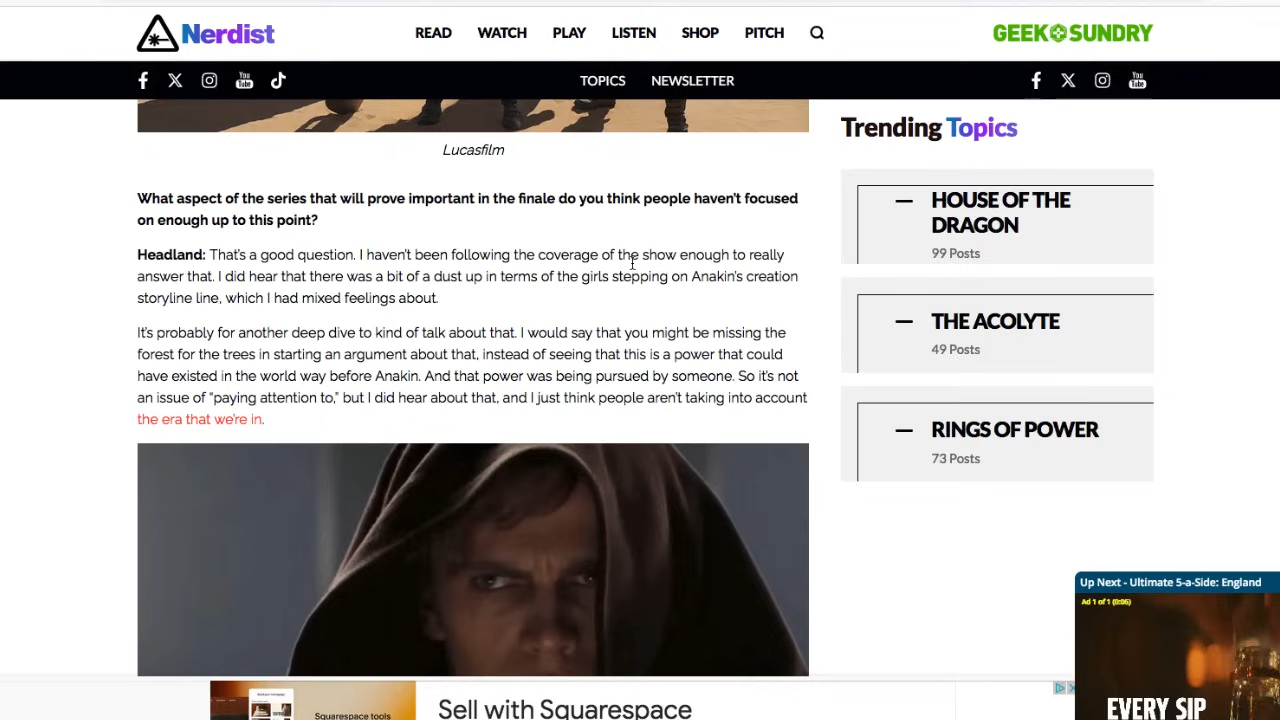 Nerdist
READ WATCH PLAY LISTEN SHOP PITCH
GEEK SUNDRY
You Tube
TOPICS NEWSLETTER
You Tube
Lucasfilm
What aspect of the series that will prove important in the finale do you think people haven't focused
on enough up to this point?
Headland: That's a good question. I haven't been following the coverage of the show enough to really
answer that. I did hear that there was a bit of a dust up in terms of the girls stepping on Anakin's creation
storyline line, which I had mixed feelings about.
It's probably for another deep dive to kind of talk about that. I would say that you might be missing the
forest for the trees in starting an argument about that, instead of seeing that this is a power that could
have existed in the world way before Anakin. And that power was being pursued by someone. So it's not
an issue of “paying attention to,” but I did hear about that, and I just think people aren't taking into account
the era that we're in.
Trending Topics
HOUSE OF THE
DRAGON
99 Posts
THE ACOLYTE
49 Posts
RINGS OF POWER
73 Posts
Up Next - Ultimate 5-a-Side: England
Ad 1 of 1 (0:06)
EVERY SIP
Squarespace tools
Sell with Squarespace